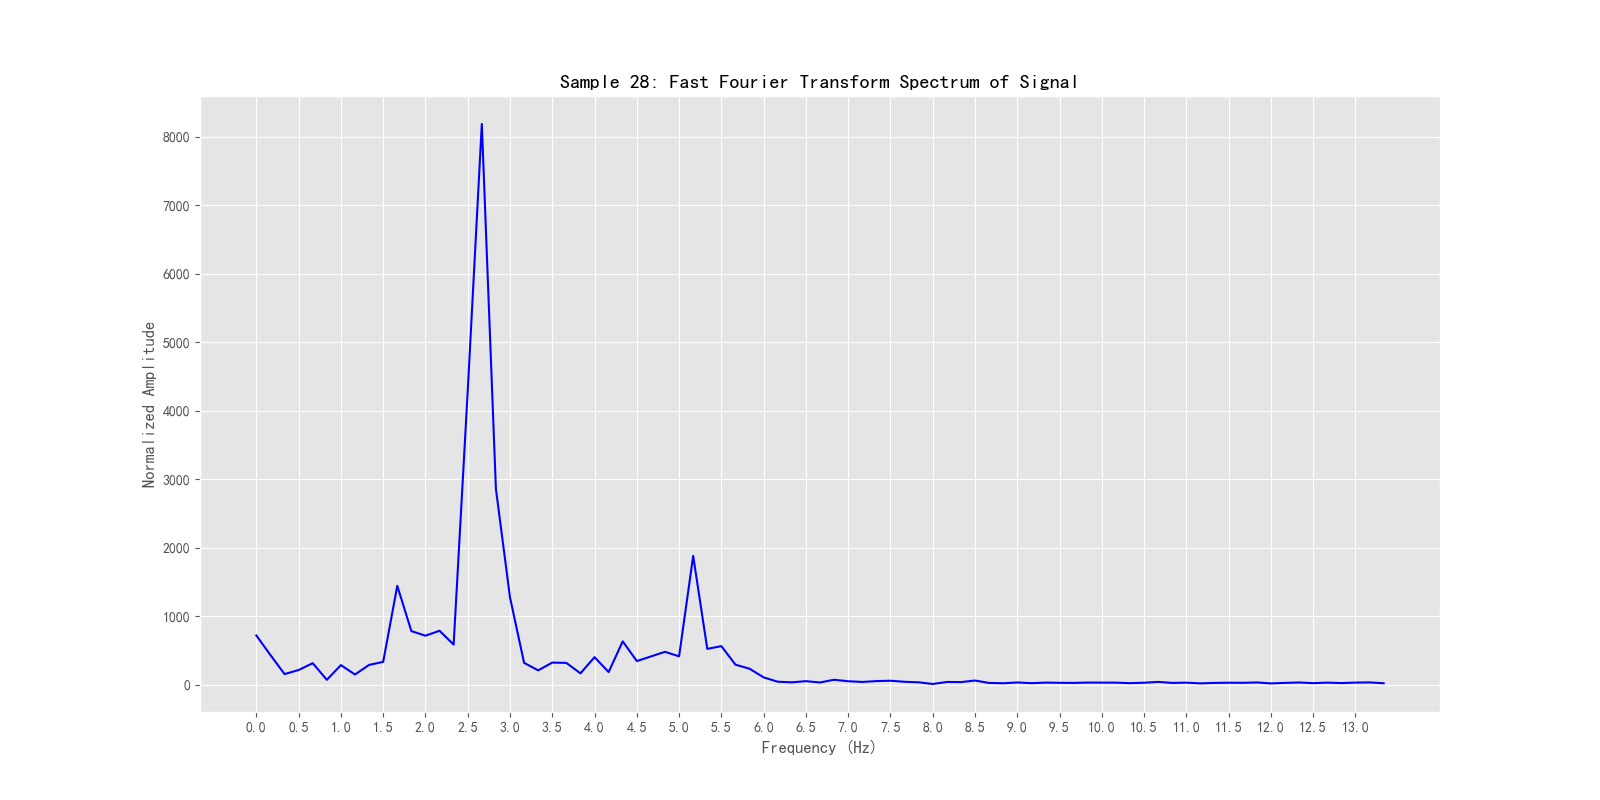 Sample 28: Fast Fourier Transform Spectrum of Signal
8000
7000
6000
5000
4000
3000
2000
1000
0
Normalized Amplitude
0.0 0.5 1.0 1.5 2.0 2.5 3.0 3.5 4.0 4.5 5.0 5.5 6.0 6.5 7.0 7.5 8.0 8.5 9.0 9.5 10.0 10.5 11.0 11.5 12.0 12.5 13.0
Frequency (Hz)